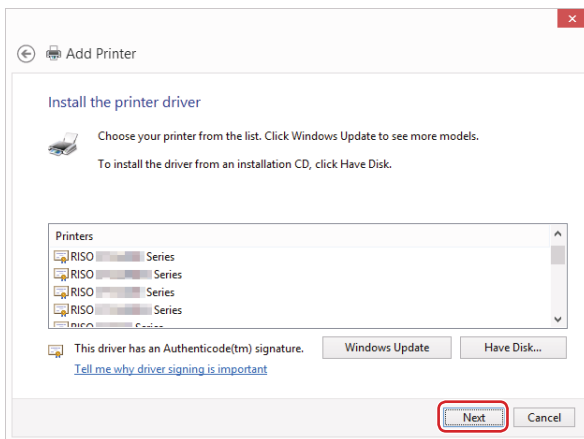 Add Printer
Install the printer driver
Choose your printer from the list. Click Windows Update to see more models.
To install the driver from an installation CD, click Have Disk.
Printers
RISO Series
RISO Series
RISO Series
RISO Series
RISO Series
This driver has an Authenticode(tm) signature.
Windows Update
Have Disk...
Tell me why driver signing is important
Next
Cancel